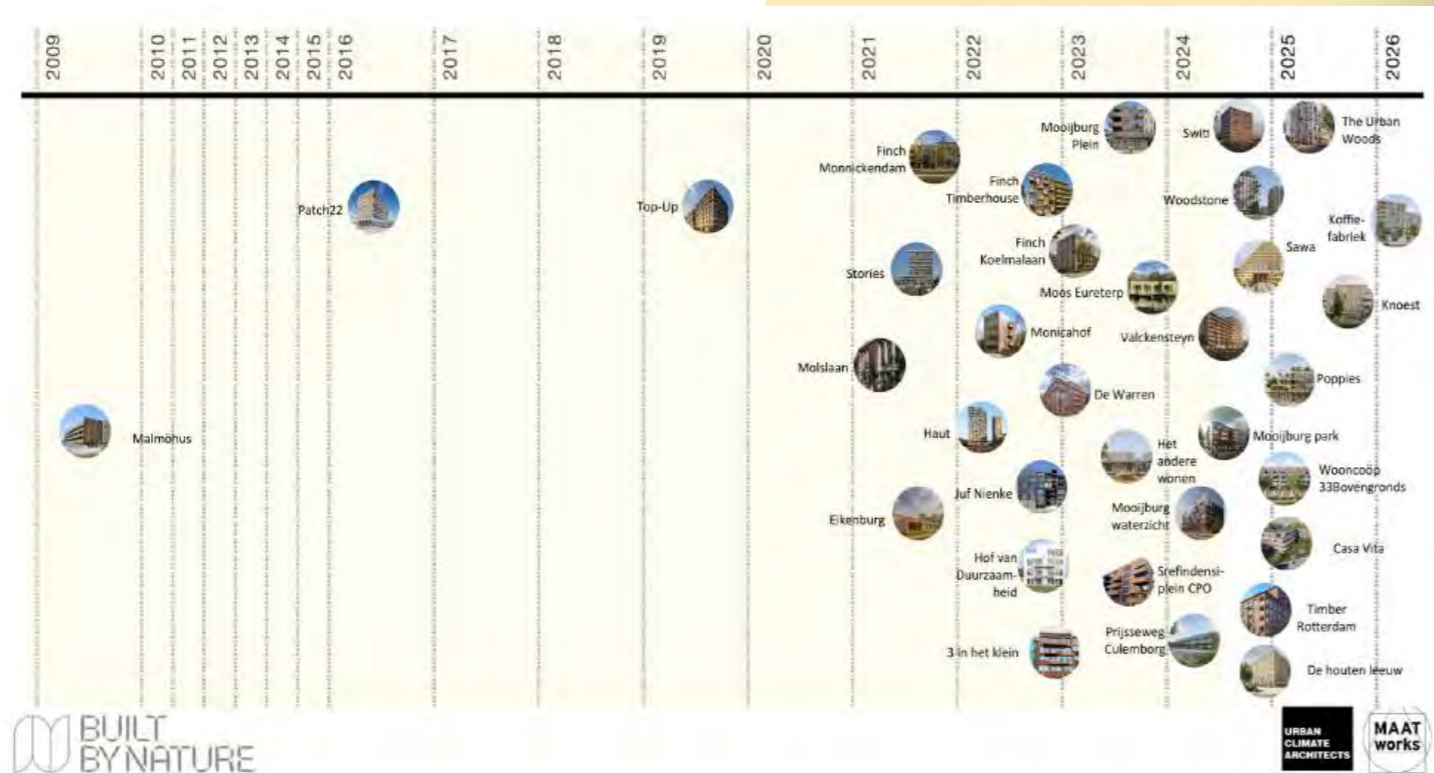 2009
2010
2011
2012
2013
2014
2015
2016
2017
2018
2019
2020
2021
2022
2023
2024
2025
2026
Mooijburg
Plein
Switi
The Urban
Woods
Finch
Monnickendam
Finch
Timberhouse
Woodstone
Patch22
Top-Up
Koffie-
fabriek
Finch
Koelmalaan
Sawa
Stories
Moos Eureterp
Knoest
Monicahof
Valckensteyn
Molslaan
Poppies
De Warren
Haut
Mooijburg park
Malmöhus
Het
andere
wonen
Wooncoöp
33Bovengronds
Juf Nienke
Eikenburg
Mooijburg
waterzicht
Casa Vita
Hof van
Duurzaam-
heid
Srefindensi-
plein CPO
Timber
Rotterdam
3 in het klein
Prijsseweg
Culemborg
De houten leeuw
BUILT
BY NATURE
URBAN
CLIMATE
ARCHITECTS
MAAT
works